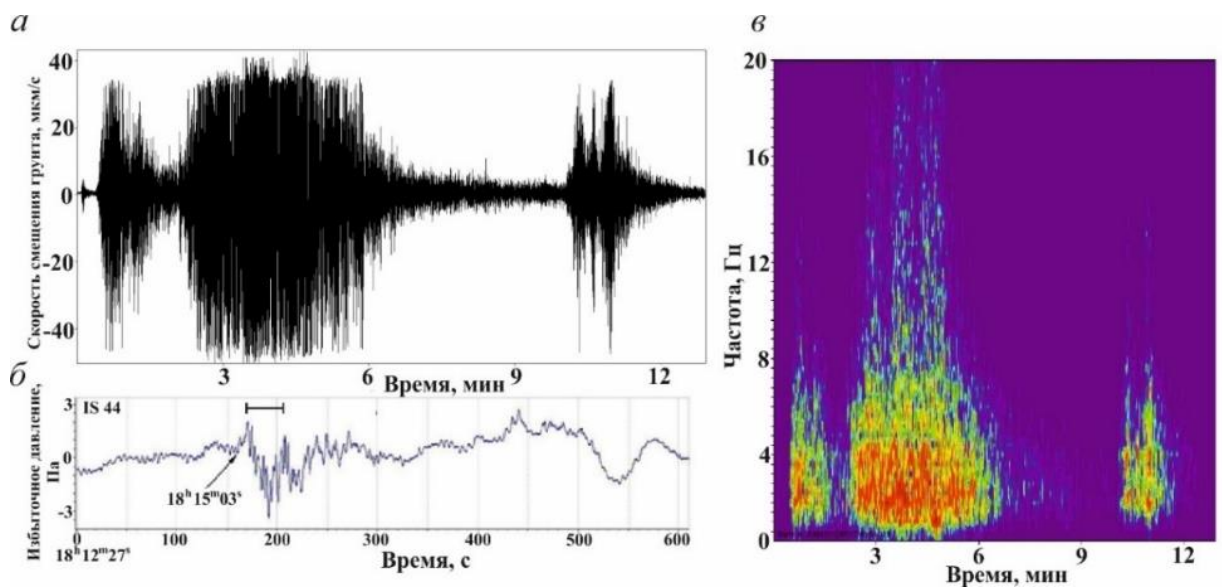 а
Скорость смещения грунта, мкм/с
40
20
0
-20
-40
3
6
9
12
Время, мин
б
Избыточное давление,
Па
3
0
-3
IS 44
18ʰ15ᵐ03ˢ
0
100
200
300
400
500
600
18ʰ12ᵐ27ˢ
Время, с
в
Частота, Гц
20
16
12
8
4
0
3
6
9
12
Время, мин